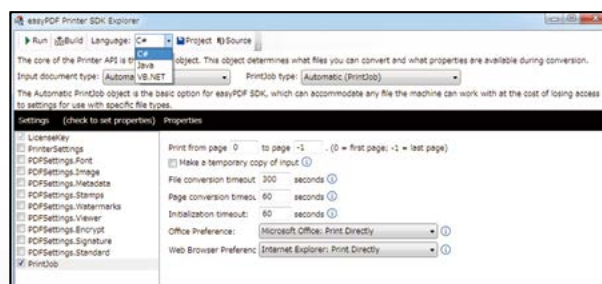 easyPDF Printer SDK Explorer
Run Build Language: C# Project Source
C#
Java
VB.NET
The core of the Printer API is the object. This object determines what files you can convert and what properties are available during conversion.
Input document type: Automa PrintJob type: Automatic (PrintJob)
The Automatic PrintJob object is the basic option for easyPDF SDK, which can accommodate any file the machine can work with at the cost of losing access
to settings for use with specific file types.
Settings (check to set properties) Properties
LicenseKey
PrinterSettings
PDFSettings.Font
PDFSettings.Image
PDFSettings.Metadata
PDFSettings.Stamps
PDFSettings.Watermarks
PDFSettings.Viewer
PDFSettings.Encrypt
PDFSettings.Signature
PDFSettings.Standard
PrintJob
Print from page 0 to page -1 . (0 = first page; -1 = last page)
Make a temporary copy of input
File conversion timeout 300 seconds
Page conversion timeou 60 seconds
Initialization timeout: 60 seconds
Office Preference: Microsoft Office: Print Directly
Web Browser Preferenc Internet Explorer: Print Directly